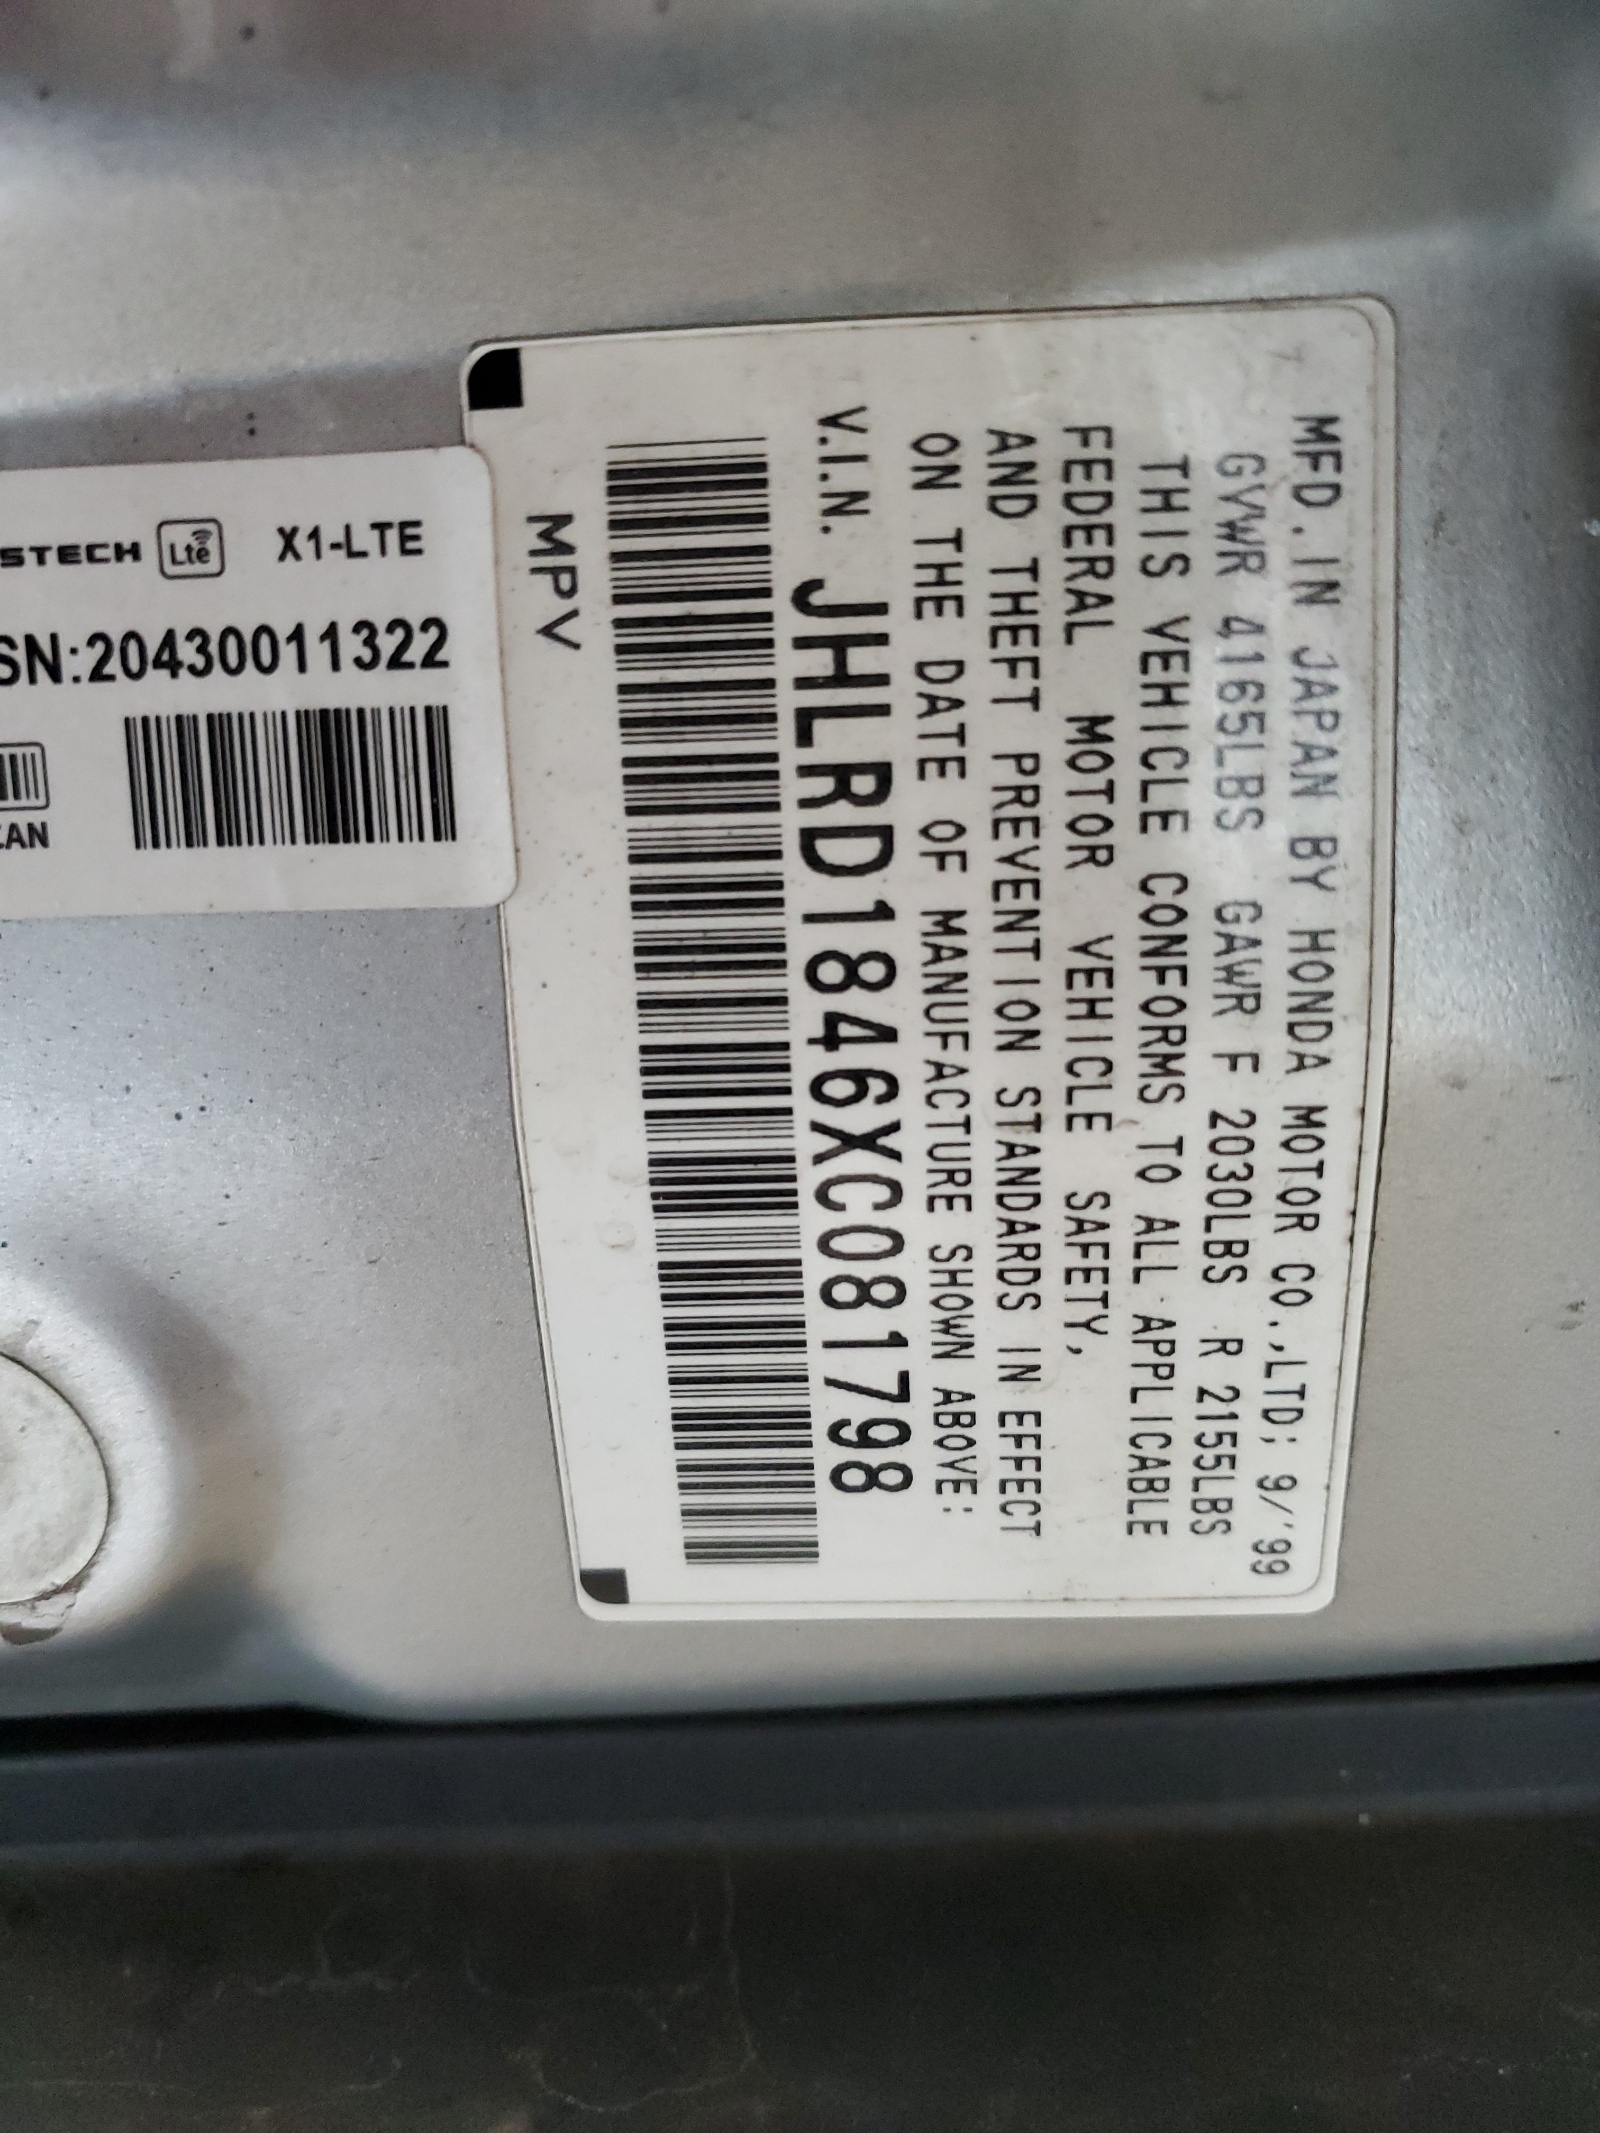 MFD. IN JAPAN BY HONDA MOTOR CO.,LTD; 9/'99
GVWR 4165LBS GAWR F 2030LBS R 2155LBS
THIS VEHICLE CONFORMS TO ALL APPLICABLE
FEDERAL MOTOR VEHICLE SAFETY,
AND THEFT PREVENTION STANDARDS IN EFFECT
ON THE DATE OF MANUFACTURE SHOWN ABOVE:
V.I.N. JHLRD1846XC081798
MPV
STECH Lte X1-LTE
SN:20430011322